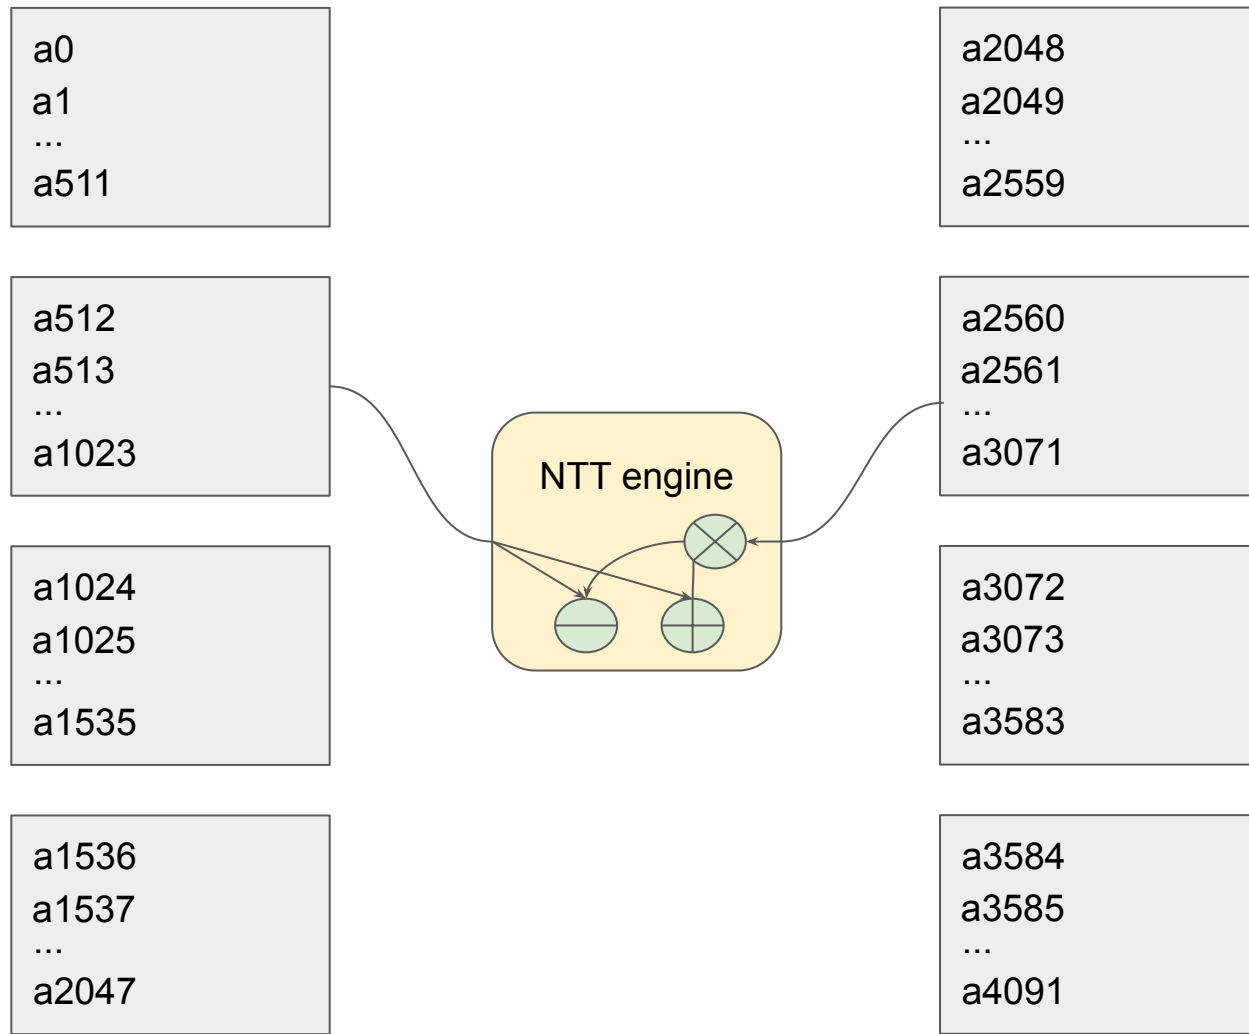 a0
a1
...
a511
a512
a513
...
a1023
a1024
a1025
...
a1535
a1536
a1537
...
a2047
NTT engine
a2048
a2049
...
a2559
a2560
a2561
...
a3071
a3072
a3073
...
a3583
a3584
a3585
...
a4091